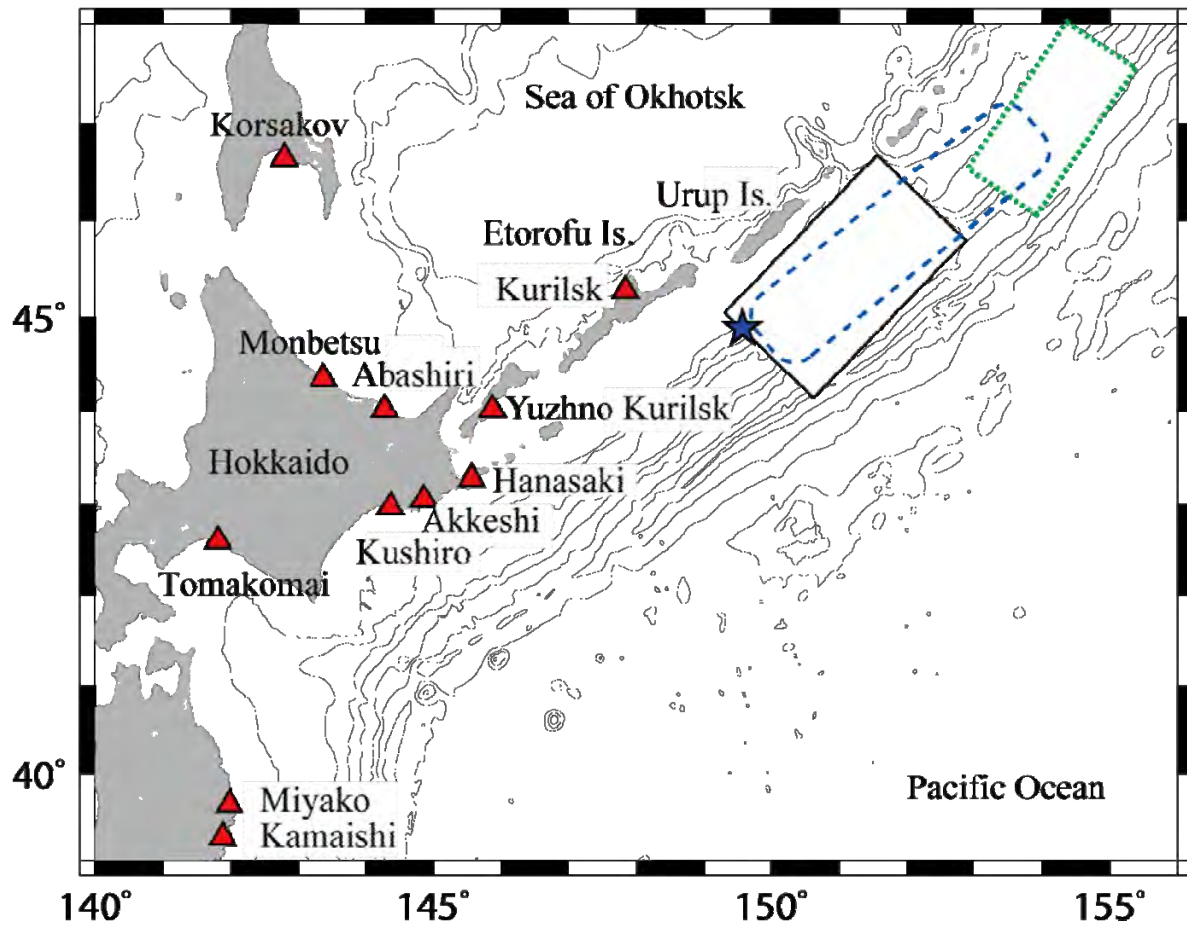 Sea of Okhotsk
Korsakov
Urup Is.
Etorofu Is.
Kurilsk
45°
Monbetsu
Abashiri
Yuzhno Kurilsk
Hokkaido
Hanasaki
Akkeshi
Kushiro
Tomakomai
40°
Pacific Ocean
Miyako
Kamaishi
140° 145° 150° 155°